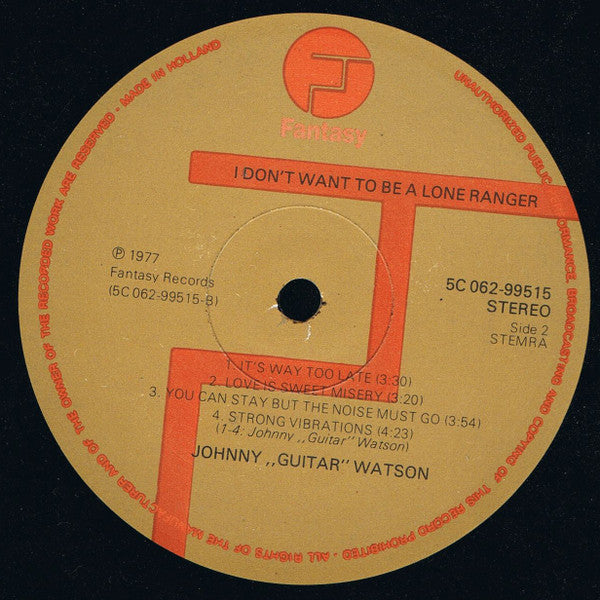 Fantasy
I DON'T WANT TO BE A LONE RANGER
℗ 1977
Fantasy Records
(5C 062-99515-B)
5C 062-99515
STEREO
Side 2
STEMRA
1. IT'S WAY TOO LATE (3:30)
2. LOVE IS SWEET MISERY (3:20)
3. YOU CAN STAY BUT THE NOISE MUST GO (3:54)
4. STRONG VIBRATIONS (4:23)
(1-4: Johnny ,,Guitar'' Watson)
JOHNNY ,,GUITAR'' WATSON
MANUFACTURER AND OF THE OWNER OF THE RECORDED WORK ARE RESERVED - MADE IN HOLLAND
UNAUTHORIZED PUBLIC PERFORMANCE, BROADCASTING AND COPYING OF THIS RECORD PROHIBITED - ALL RIGHTS OF THE